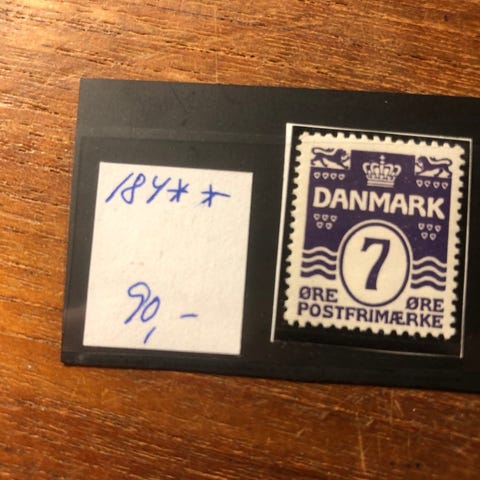 184**
90,-
DANMARK
7
ØRE ØRE
POSTFRIMÆRKE